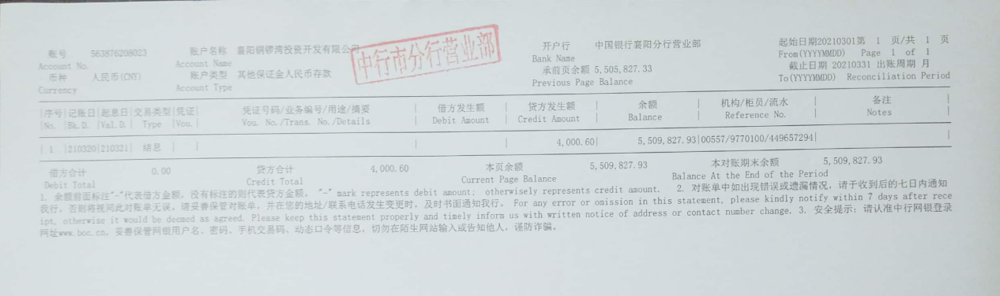 账号 563876208023 账户名称 襄阳铜锣湾投资开发有限公司 开户行 中国银行襄阳分行营业部 起始日期20210301第 1 页/共 1 页
Account No. Account Name Bank Name From(YYYYMMDD) Page 1 of 1
中行市分行营业部
币种 人民币(CNY) 账户类型 其他保证金人民币存款 承前页余额 5,505,827.33 截止日期 20210331 出账周期 月
Currency Account Type Previous Page Balance To(YYYYMMDD) Reconciliation Period
序号|记账日|起息日|交易类型|凭证| 凭证号码/业务编号/用途/摘要 | 借方发生额 | 贷方发生额 | 余额 | 机构/柜员/流水 | 备注
No. |Bk.D. |Val.D.| Type |Vou.| Vou. No./Trans. No./Details | Debit Amount | Credit Amount | Balance | Reference No. | Notes
| 1 |210320|210321| 结息 | | | | 4,000.60| 5,509,827.93|00557/9770100/449657294|
借方合计 0.00 贷方合计 4,000.60 本页余额 5,509,827.93 本对账期末余额 5,509,827.93
Debit Total Credit Total Current Page Balance Balance At the End of the Period
1. 余额前面标注"-"代表借方金额，没有标注的则代表贷方金额。 "-" mark represents debit amount; otherwisely represents credit amount. 2. 对账单中如出现错误或遗漏情况，请于收到后的七日内通知
我行，否则将视同此对账单无误，请妥善保管对账单，并在您的地址/联系电话发生变更时，及时书面通知我行。 For any error or omission in this statement, please kindly notify within 7 days after rece
ipt, otherwise it would be deemed as agreed. Please keep this statement properly and timely inform us with written notice of address or contact number change. 3. 安全提示：请认准中行网银登录
网址www.boc.cn，妥善保管网银用户名、密码、手机交易码、动态口令等信息，切勿在陌生网站输入或告知他人，谨防诈骗。